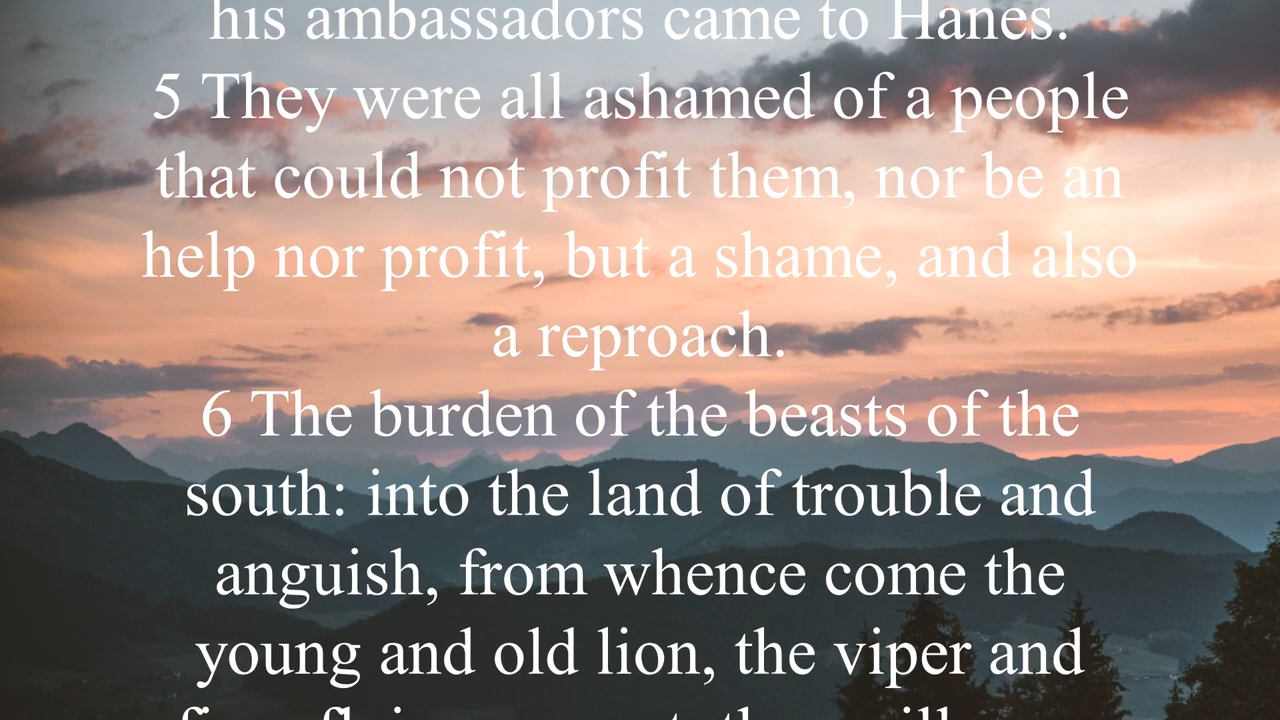 his ambassadors came to Hanes.
5 They were all ashamed of a people
that could not profit them, nor be an
help nor profit, but a shame, and also
a reproach.
6 The burden of the beasts of the
south: into the land of trouble and
anguish, from whence come the
young and old lion, the viper and